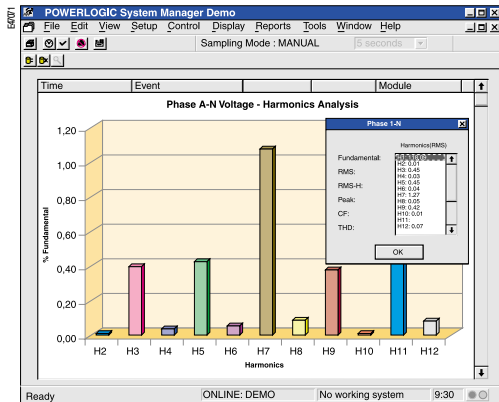 POWERLOGIC System Manager Demo
File Edit View Setup Control Display Reports Tools Window Help
Sampling Mode : MANUAL
5 seconds
Time
Event
Module
Phase A-N Voltage - Harmonics Analysis
% Fundamental
1,20
1,00
0,80
0,60
0,40
0,20
0,00
H2 H3 H4 H5 H6 H7 H8 H9 H10 H11 H12
Harmonics
Phase 1-N
Harmonics(RMS)
Fundamental:
RMS:
RMS-H:
Peak:
CF:
THD:
H2: 0.01
H3: 0.45
H4: 0.03
H5: 0.45
H6: 0.04
H7: 1.27
H8: 0.05
H9: 0.42
H10: 0.01
H11:
H12: 0.07
OK
Ready
ONLINE: DEMO
No working system
9:30